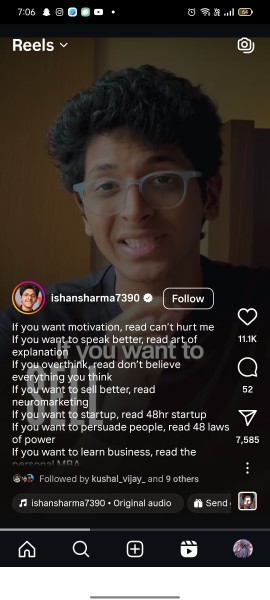 7:06
Reels
ishansharma7390
Follow
If you want motivation, read can't hurt me
If you want to speak better, read art of
explanation
If you overthink, read don't believe
everything you think
If you want to sell better, read
neuromarketing
If you want to startup, read 48hr startup
If you want to persuade people, read 48 laws
of power
If you want to learn business, read the
personal MBA
If you want to
11.1K
52
7,585
Followed by kushal_vijay_ and 9 others
ishansharma7390 • Original audio
Send